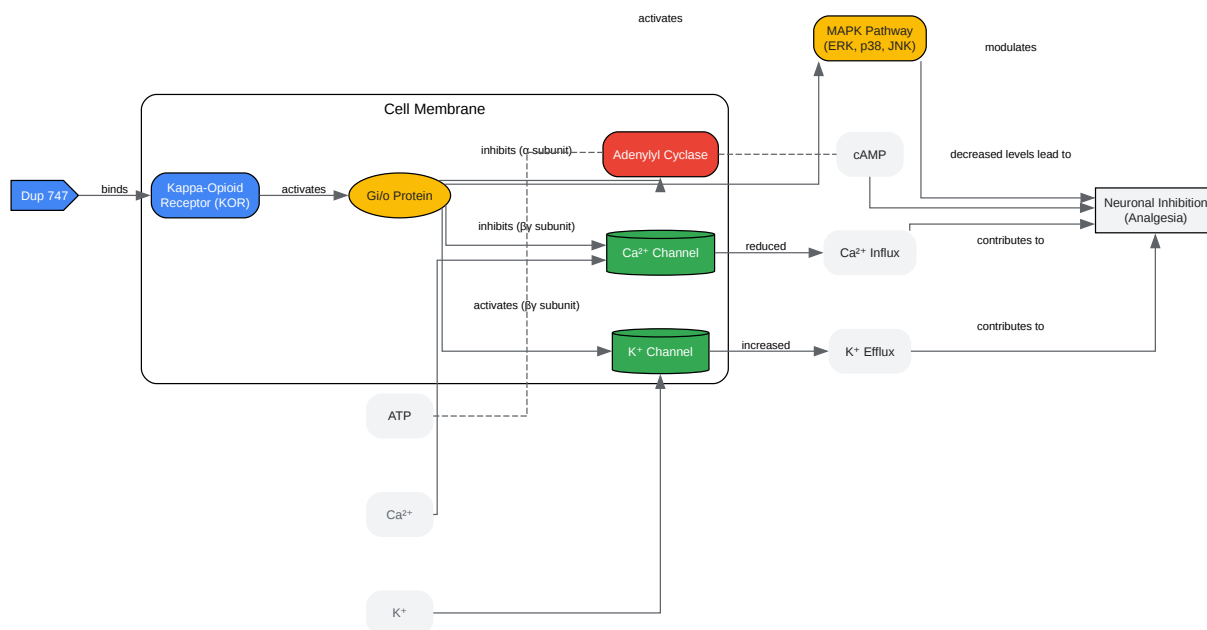 activates
MAPK Pathway
(ERK, p38, JNK)
modulates
Cell Membrane
inhibits (α subunit)
Adenylyl Cyclase
cAMP
decreased levels lead to
Dup 747
binds
Kappa-Opioid
Receptor (KOR)
activates
Gi/o Protein
Neuronal Inhibition
(Analgesia)
inhibits (βγ subunit)
Ca²⁺ Channel
reduced
Ca²⁺ Influx
contributes to
activates (βγ subunit)
K⁺ Channel
increased
K⁺ Efflux
contributes to
ATP
Ca²⁺
K⁺